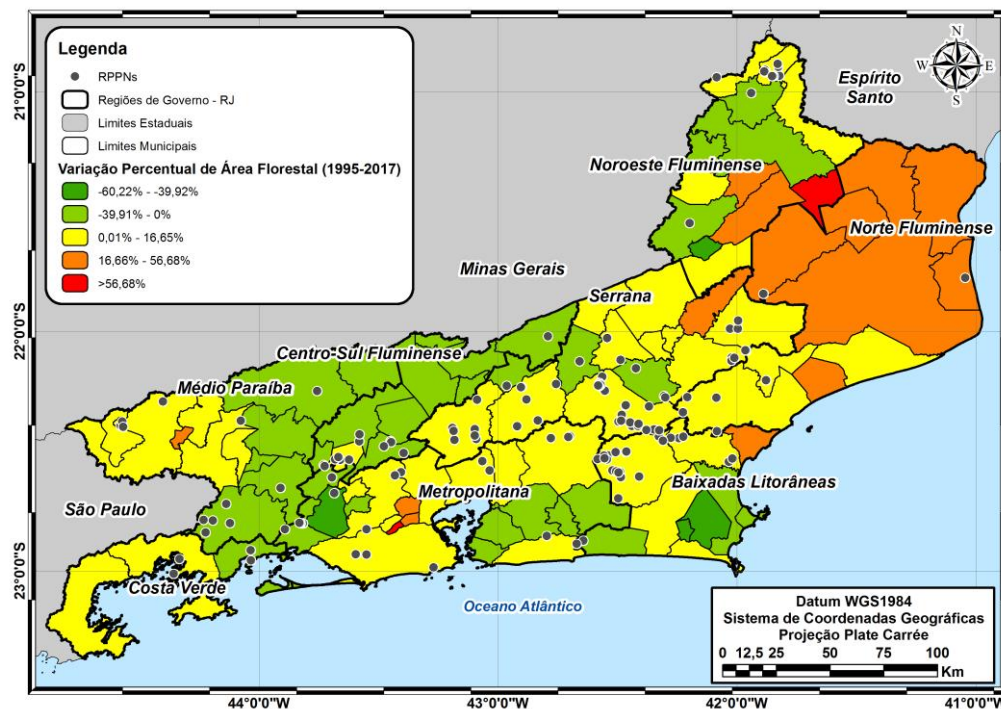 Legenda
RPPNs
Regiões de Governo - RJ
Limites Estaduais
Limites Municipais
Variação Percentual de Área Florestal (1995-2017)
-60,22% - -39,92%
-39,91% - 0%
0,01% - 16,65%
16,66% - 56,68%
>56,68%
N
W E
S
Espírito
Santo
Noroeste Fluminense
Norte Fluminense
Minas Gerais
Serrana
Centro-Sul Fluminense
Médio Paraíba
São Paulo
Metropolitana
Baixadas Litorâneas
Costa Verde
Oceano Atlântico
Datum WGS1984
Sistema de Coordenadas Geográficas
Projeção Plate Carrée
0 12,5 25 50 75 100
Km
21°0'0"S
22°0'0"S
23°0'0"S
44°0'0"W 43°0'0"W 42°0'0"W 41°0'0"W